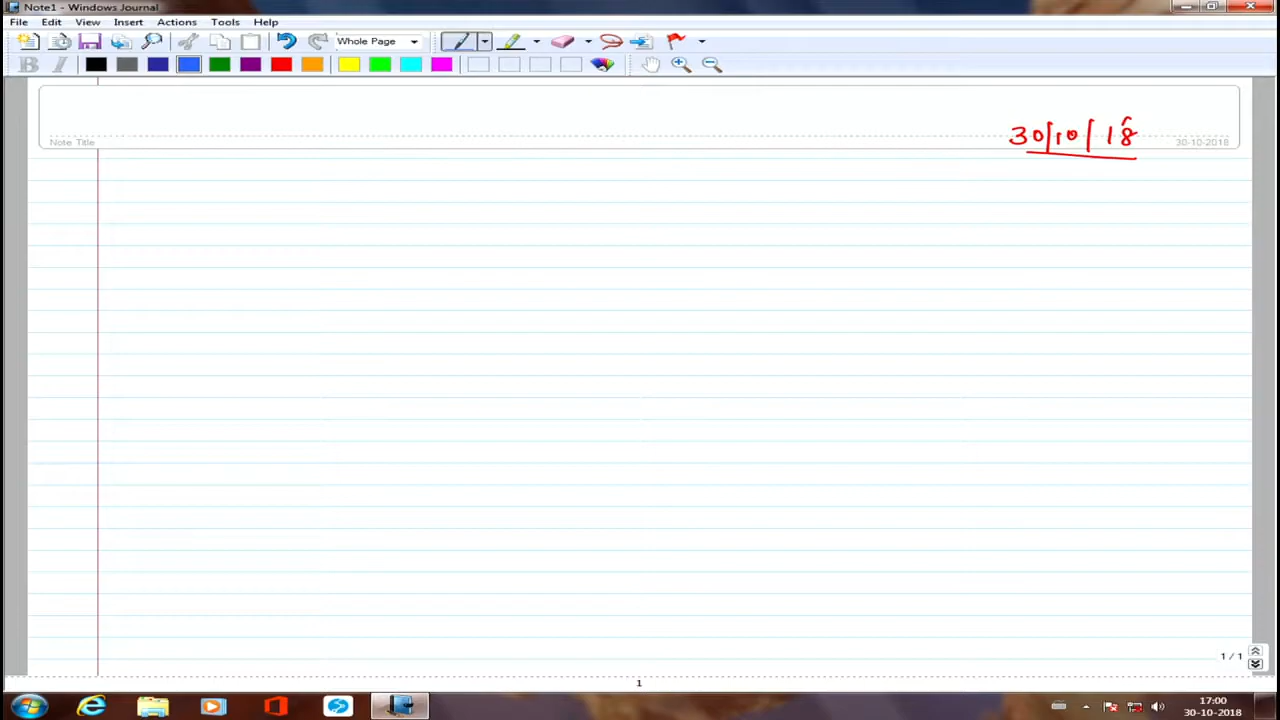 Note1 - Windows Journal
File Edit View Insert Actions Tools Help
Whole Page
B I
30/10/18
Note Title 30-10-2018
1 / 1
1
17:00
30-10-2018